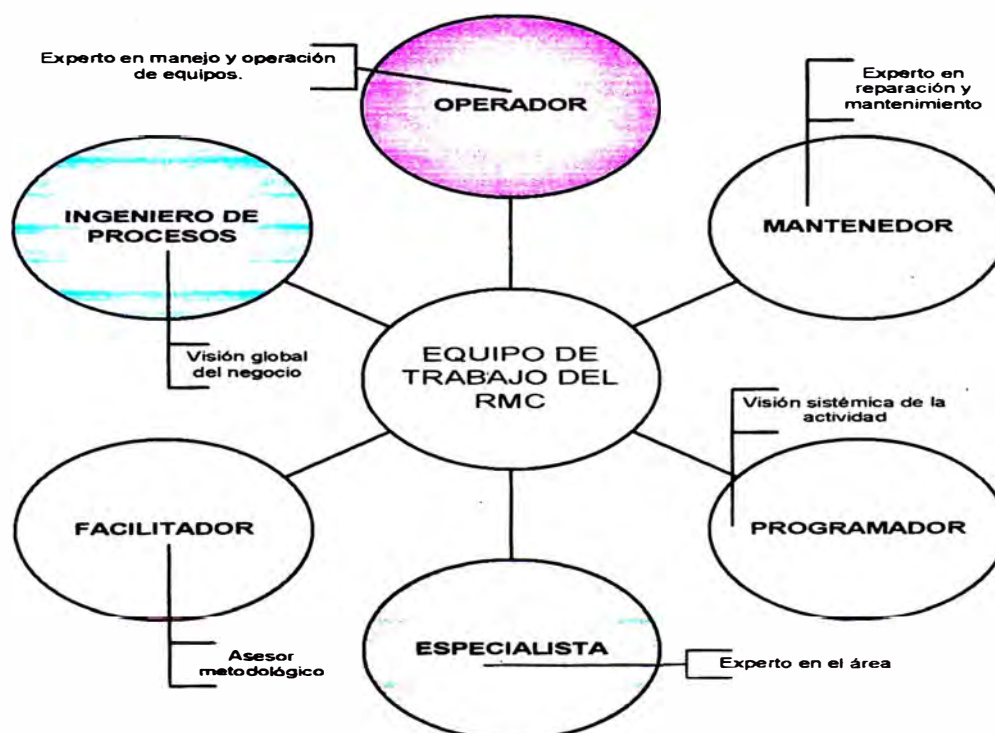 Experto en manejo y operación
de equipos.
OPERADOR
Experto en
reparación y
mantenimiento
INGENIERO DE
PROCESOS
MANTENEDOR
Visión global
del negocio
EQUIPO DE
TRABAJO DEL
RMC
Visión sistémica de la
actividad
FACILITADOR
PROGRAMADOR
Asesor
metodológico
ESPECIALISTA
Experto en el área